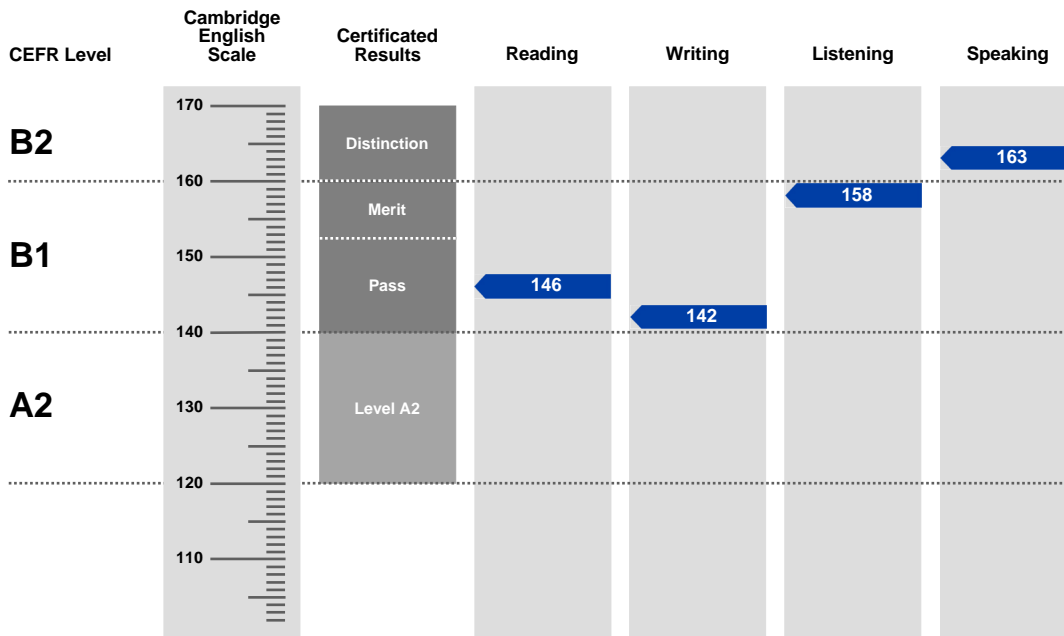 CEFR Level
Cambridge
English
Scale
Certificated
Results
Reading
Writing
Listening
Speaking
170
B2
Distinction
163
160
158
Merit
B1
150
Pass
146
142
140
A2
130
Level A2
120
110